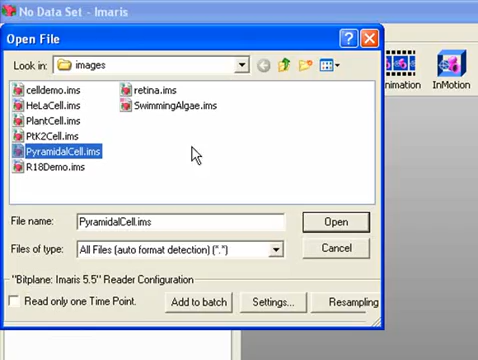 No Data Set - Imaris
Open File
Look in: images
celldemo.ims retina.ims
HeLaCell.ims SwimmingAlgae.ims
PlantCell.ims
PtK2Cell.ims
PyramidalCell.ims
R18Demo.ims
nimation InMotion
File name: PyramidalCell.ims Open
Files of type: All Files (auto format detection) (*.*) Cancel
"Bitplane: Imaris 5.5" Reader Configuration
Read only one Time Point. Add to batch Settings... Resampling